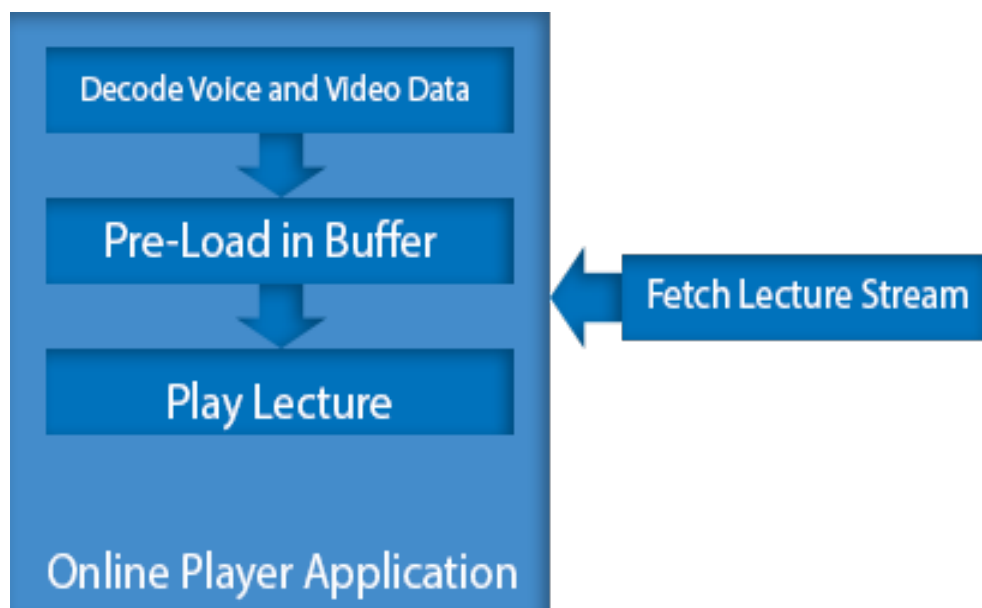 Decode Voice and Video Data
Pre-Load in Buffer
Fetch Lecture Stream
Play Lecture
Online Player Application